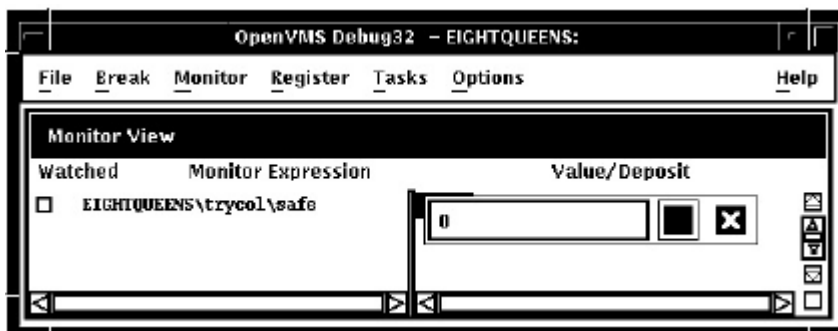 OpenVMS Debug32 - EIGHTQUEENS:
File Break Monitor Register Tasks Options Help
Monitor View
Watched Monitor Expression Value/Deposit
EIGHTQUEENS\trycol\safe 0